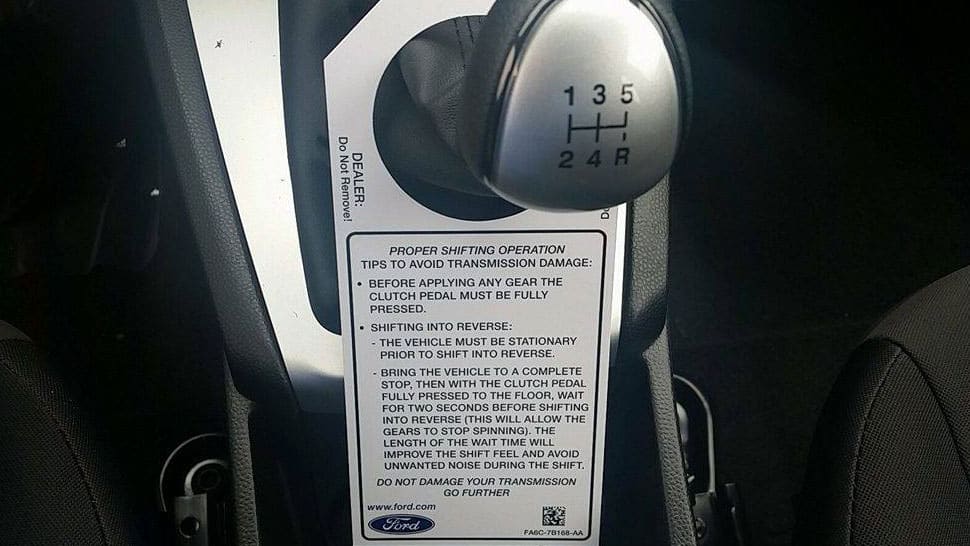 1 3 5
2 4 R
DEALER:
Do Not Remove!
PROPER SHIFTING OPERATION
TIPS TO AVOID TRANSMISSION DAMAGE:
• BEFORE APPLYING ANY GEAR THE
CLUTCH PEDAL MUST BE FULLY
PRESSED.
• SHIFTING INTO REVERSE:
- THE VEHICLE MUST BE STATIONARY
PRIOR TO SHIFT INTO REVERSE.
- BRING THE VEHICLE TO A COMPLETE
STOP, THEN WITH THE CLUTCH PEDAL
FULLY PRESSED TO THE FLOOR, WAIT
FOR TWO SECONDS BEFORE SHIFTING
INTO REVERSE (THIS WILL ALLOW THE
GEARS TO STOP SPINNING). THE
LENGTH OF THE WAIT TIME WILL
IMPROVE THE SHIFT FEEL AND AVOID
UNWANTED NOISE DURING THE SHIFT.
DO NOT DAMAGE YOUR TRANSMISSION
GO FURTHER
www.ford.com
Ford
FA6C-7B168-AA